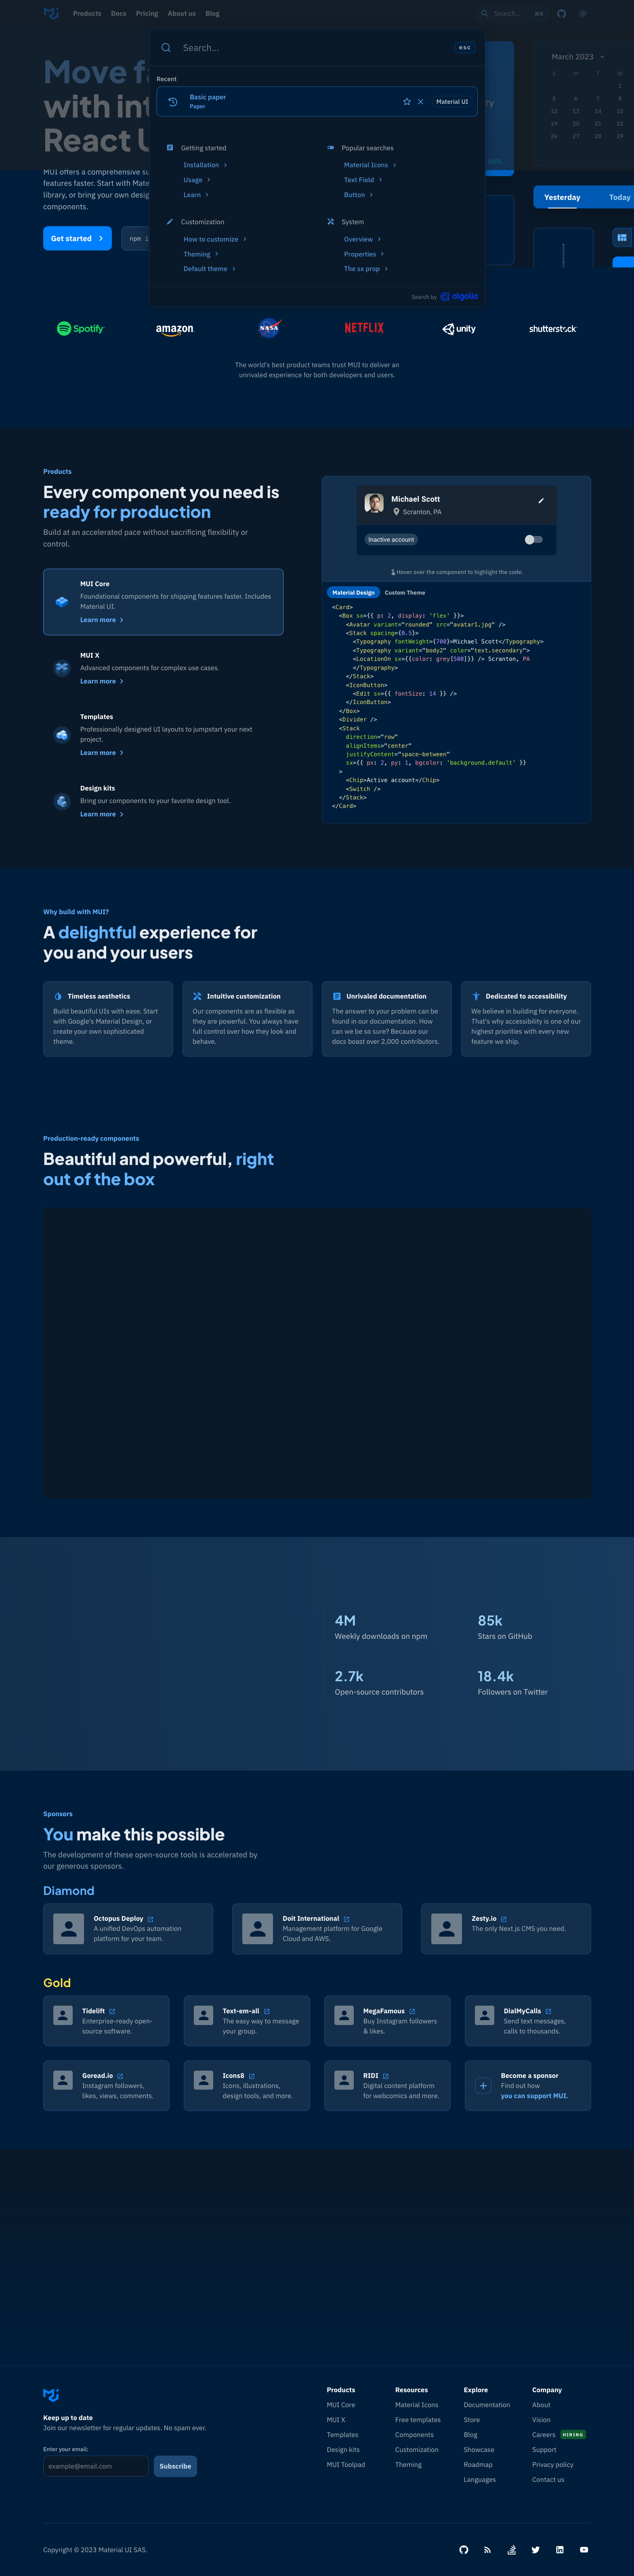 Products Docs Pricing About us Blog
Search... ⌘K
Search...
esc
Recent
Basic paper
Paper
Material UI
Getting started
Installation
Usage
Learn
Popular searches
Material Icons
Text Field
Button
Customization
How to customize
Theming
Default theme
System
Overview
Properties
The sx prop
Search by algolia
Move fa
with int
React U
MUI offers a comprehensive su
features faster. Start with Mate
library, or bring your own desig
components.
Get started
npm i
March 2023
S M T W
1
5 6 7 8
12 13 14 15
19 20 21 22
26 27 28 29
Yesterday Today
Spotify
amazon
NASA
NETFLIX
unity
shutterstock
The world's best product teams trust MUI to deliver an
unrivaled experience for both developers and users.
Products
Every component you need is
ready for production
Build at an accelerated pace without sacrificing flexibility or
control.
MUI Core
Foundational components for shipping features faster. Includes
Material UI.
Learn more
MUI X
Advanced components for complex use cases.
Learn more
Templates
Professionally designed UI layouts to jumpstart your next
project.
Learn more
Design kits
Bring our components to your favorite design tool.
Learn more
Michael Scott
Scranton, PA
Inactive account
Hover over the component to highlight the code.
Material Design Custom Theme
<Card>
<Box sx={{ p: 2, display: 'flex' }}>
<Avatar variant="rounded" src="avatar1.jpg" />
<Stack spacing={0.5}>
<Typography fontWeight={700}>Michael Scott</Typography>
<Typography variant="body2" color="text.secondary">
<LocationOn sx={{color: grey[500]}} /> Scranton, PA
</Typography>
</Stack>
<IconButton>
<Edit sx={{ fontSize: 14 }} />
</IconButton>
</Box>
<Divider />
<Stack
direction="row"
alignItems="center"
justifyContent="space-between"
sx={{ px: 2, py: 1, bgcolor: 'background.default' }}
>
<Chip>Active account</Chip>
<Switch />
</Stack>
</Card>
Why build with MUI?
A delightful experience for
you and your users
Timeless aesthetics
Build beautiful UIs with ease. Start
with Google's Material Design, or
create your own sophisticated
theme.
Intuitive customization
Our components are as flexible as
they are powerful. You always have
full control over how they look and
behave.
Unrivaled documentation
The answer to your problem can be
found in our documentation. How
can we be so sure? Because our
docs boast over 2,000 contributors.
Dedicated to accessibility
We believe in building for everyone.
That's why accessibility is one of our
highest priorities with every new
feature we ship.
Production-ready components
Beautiful and powerful, right
out of the box
4M
Weekly downloads on npm
85k
Stars on GitHub
2.7k
Open-source contributors
18.4k
Followers on Twitter
Sponsors
You make this possible
The development of these open-source tools is accelerated by
our generous sponsors.
Diamond
Octopus Deploy
A unified DevOps automation
platform for your team.
Doit International
Management platform for Google
Cloud and AWS.
Zesty.io
The only Next.js CMS you need.
Gold
Tidelift
Enterprise-ready open-
source software.
Text-em-all
The easy way to message
your group.
MegaFamous
Buy Instagram followers
& likes.
DialMyCalls
Send text messages,
calls to thousands.
Goread.io
Instagram followers,
likes, views, comments.
Icons8
Icons, illustrations,
design tools, and more.
RIDI
Digital content platform
for webcomics and more.
Become a sponsor
Find out how
you can support MUI.
Keep up to date
Join our newsletter for regular updates. No spam ever.
Enter your email:
example@email.com
Subscribe
Products
MUI Core
MUI X
Templates
Design kits
MUI Toolpad
Resources
Material Icons
Free templates
Components
Customization
Theming
Explore
Documentation
Store
Blog
Showcase
Roadmap
Languages
Company
About
Vision
Careers HIRING
Support
Privacy policy
Contact us
Copyright © 2023 Material UI SAS.